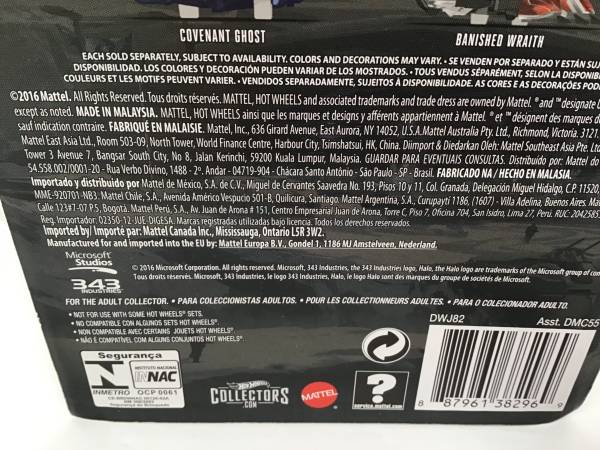 COVENANT GHOST
BANISHED WRAITH
EACH SOLD SEPARATELY, SUBJECT TO AVAILABILITY. COLORS AND DECORATIONS MAY VARY. • SE VENDEN POR SEPARADO Y ESTÁN SUJ
DISPONIBILIDAD. LOS COLORES Y DECORACIÓN PUEDEN VARIAR DE LOS MOSTRADOS. • TOUS VENDUS SÉPARÉMENT, SELON LA DISPONIB
COULEURS ET LES MOTIFS PEUVENT VARIER. • VENDIDOS SEPARADAMENTE, SUJEITOS À DISPONIBILIDADE. AS CORES E AS DECORAÇÕES POD
©2016 Mattel. All Rights Reserved. Tous droits réservés. MATTEL, HOT WHEELS and associated trademarks and trade dress are owned by Mattel. ® and ™ designate U
except as noted. MADE IN MALAYSIA. MATTEL, HOT WHEELS ainsi que les marques et designs y afférents appartiennent à Mattel. ® et ™ désignent des marques d
sauf indication contraire. FABRIQUÉ EN MALAISIE. Mattel, Inc., 636 Girard Avenue, East Aurora, NY 14052, U.S.A. Mattel Australia Pty. Ltd., Richmond, Victoria. 3121.
Mattel East Asia Ltd., Room 503-09, North Tower, World Finance Centre, Harbour City, Tsimshatsui, HK, China. Diimport & Diedarkan Oleh: Mattel Southeast Asia Pte. Ltd
Tower 3 Avenue 7, Bangsar South City, No 8, Jalan Kerinchi, 59200 Kuala Lumpur, Malaysia. GUARDAR PARA EVENTUAIS CONSULTAS. Distribuído por: Mattel do
54.558.002/0001-20 - Rua Verbo Divino, 1488 - 2º. Andar - 04719-904 - Chácara Santo Antônio - São Paulo - SP - Brasil. FABRICADO NA / HECHO EN MALASIA.
Importado y distribuido por Mattel de México, S.A. de C.V., Miguel de Cervantes Saavedra No. 193, Pisos 10 y 11, Col. Granada, Delegación Miguel Hidalgo, C.P. 11520,
MME-920701-NB3. Mattel Chile, S.A., Avenida Américo Vespucio 501-B, Quilicura, Santiago. Mattel Argentina, S.A., Curupaytí 1186, (1607) - Villa Adelina, Buenos Aires. Mat
Calle 123#7-07 P.5, Bogotá. Mattel Perú, S.A., Av. Juan de Arona # 151, Centro Empresarial Juan de Arona, Torre C, Piso 7, Oficina 704, San Isidro, Lima 27, Perú. RUC: 2042585
Reg. Importador: 02350-12-JUE-DIGESA. Marcas registradas utilizadas bajo licencia. Todos los derechos reservados.
Imported by/ Importé par: Mattel Canada Inc., Mississauga, Ontario L5R 3W2.
Manufactured for and imported into the EU by: Mattel Europa B.V., Gondel 1, 1186 MJ Amstelveen, Nederland.
Microsoft
Studios
© 2016 Microsoft Corporation. All rights reserved. Microsoft, 343 Industries, the 343 Industries logo, Halo, the Halo logo are trademarks of the Microsoft group of com
Tous droits réservés. Microsoft, 343 Industries, le logo 343 Industries, Halo, le logo Halo sont des marques du groupe de sociétés de Microsoft.
343
INDUSTRIES
FOR THE ADULT COLLECTOR. • PARA COLECCIONISTAS ADULTOS. • POUR LES COLLECTIONNEURS ADULTES. • PARA O COLECIONADOR ADULTO.
• NOT FOR USE WITH SOME HOT WHEELS® SETS.
• NO COMPATIBLE CON ALGUNOS SETS HOT WHEELS®
• NON COMPATIBLE AVEC CERTAINS JOUETS HOT WHEELS®
• NÃO É COMPATÍVEL COM ALGUNS CONJUNTOS HOT WHEELS®
DWJ82
Asst. DMC55
Segurança
N
INMETRO
INSTITUTO NACIONAL
INNAC
OCP 0061
Segurança do Brinquedo
Hot Wheels
COLLECTORS
.COM
MATTEL
?
service.mattel.com
8 87961 38296 9